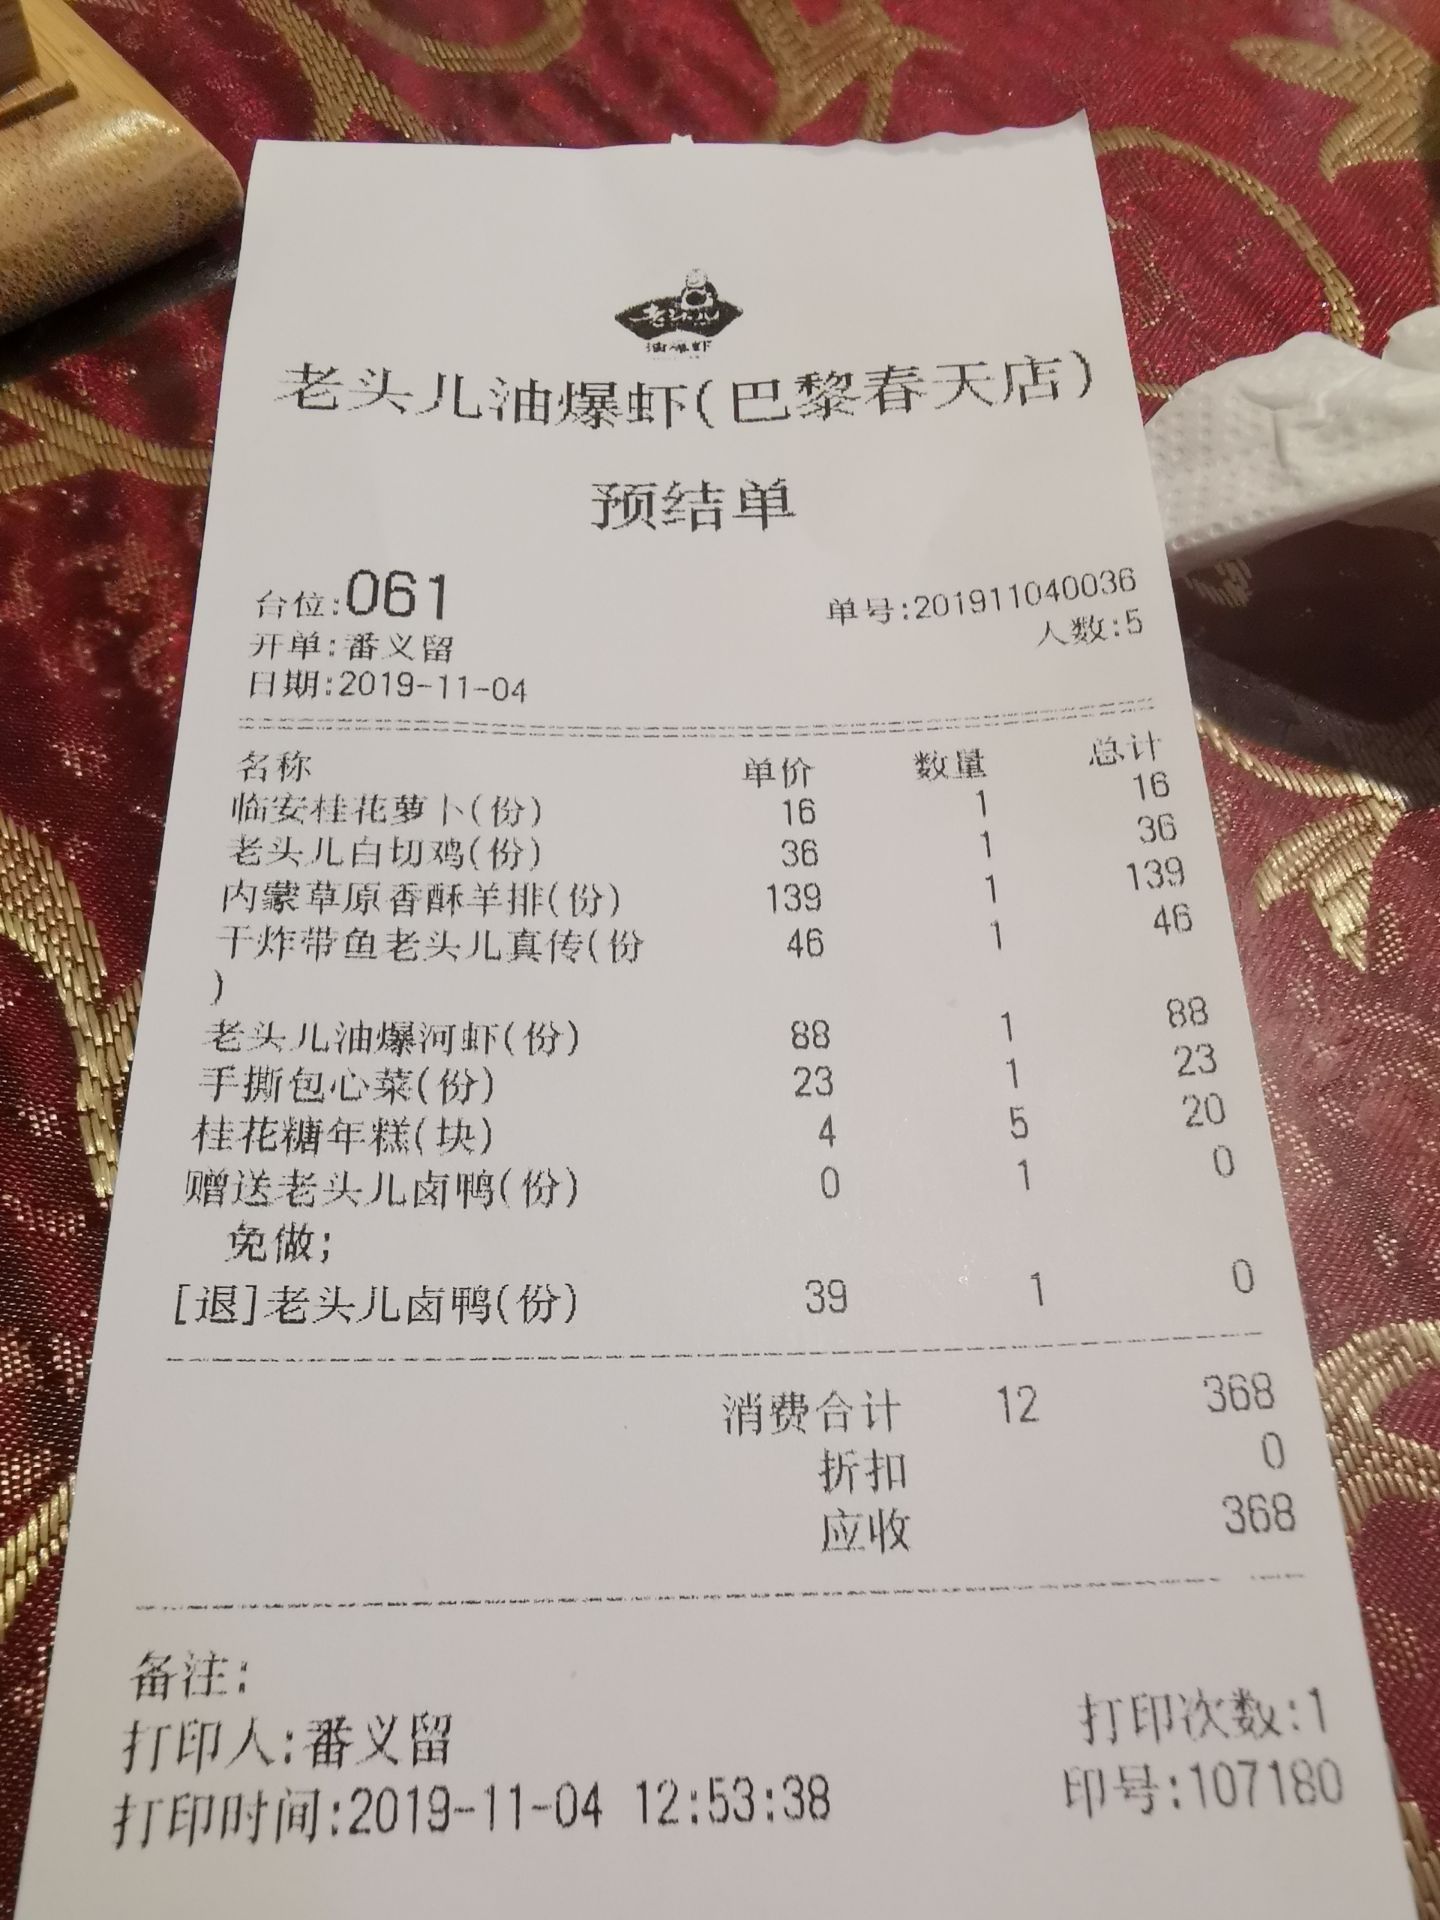 老头儿
油爆虾
老头儿油爆虾(巴黎春天店)
预结单
台位:061
单号:201911040036
开单:番义留
人数:5
日期:2019-11-04
名称 单价 数量 总计
临安桂花萝卜(份) 16 1 16
老头儿白切鸡(份) 36 1 36
内蒙草原香酥羊排(份) 139 1 139
干炸带鱼老头儿真传(份 46 1 46
)
老头儿油爆河虾(份) 88 1 88
手撕包心菜(份) 23 1 23
桂花糖年糕(块) 4 5 20
赠送老头儿卤鸭(份) 0 1 0
免做;
[退]老头儿卤鸭(份) 39 1 0
消费合计 12 368
折扣 0
应收 368
备注:
打印人:番义留 打印次数:1
打印时间:2019-11-04 12:53:38 印号:107180